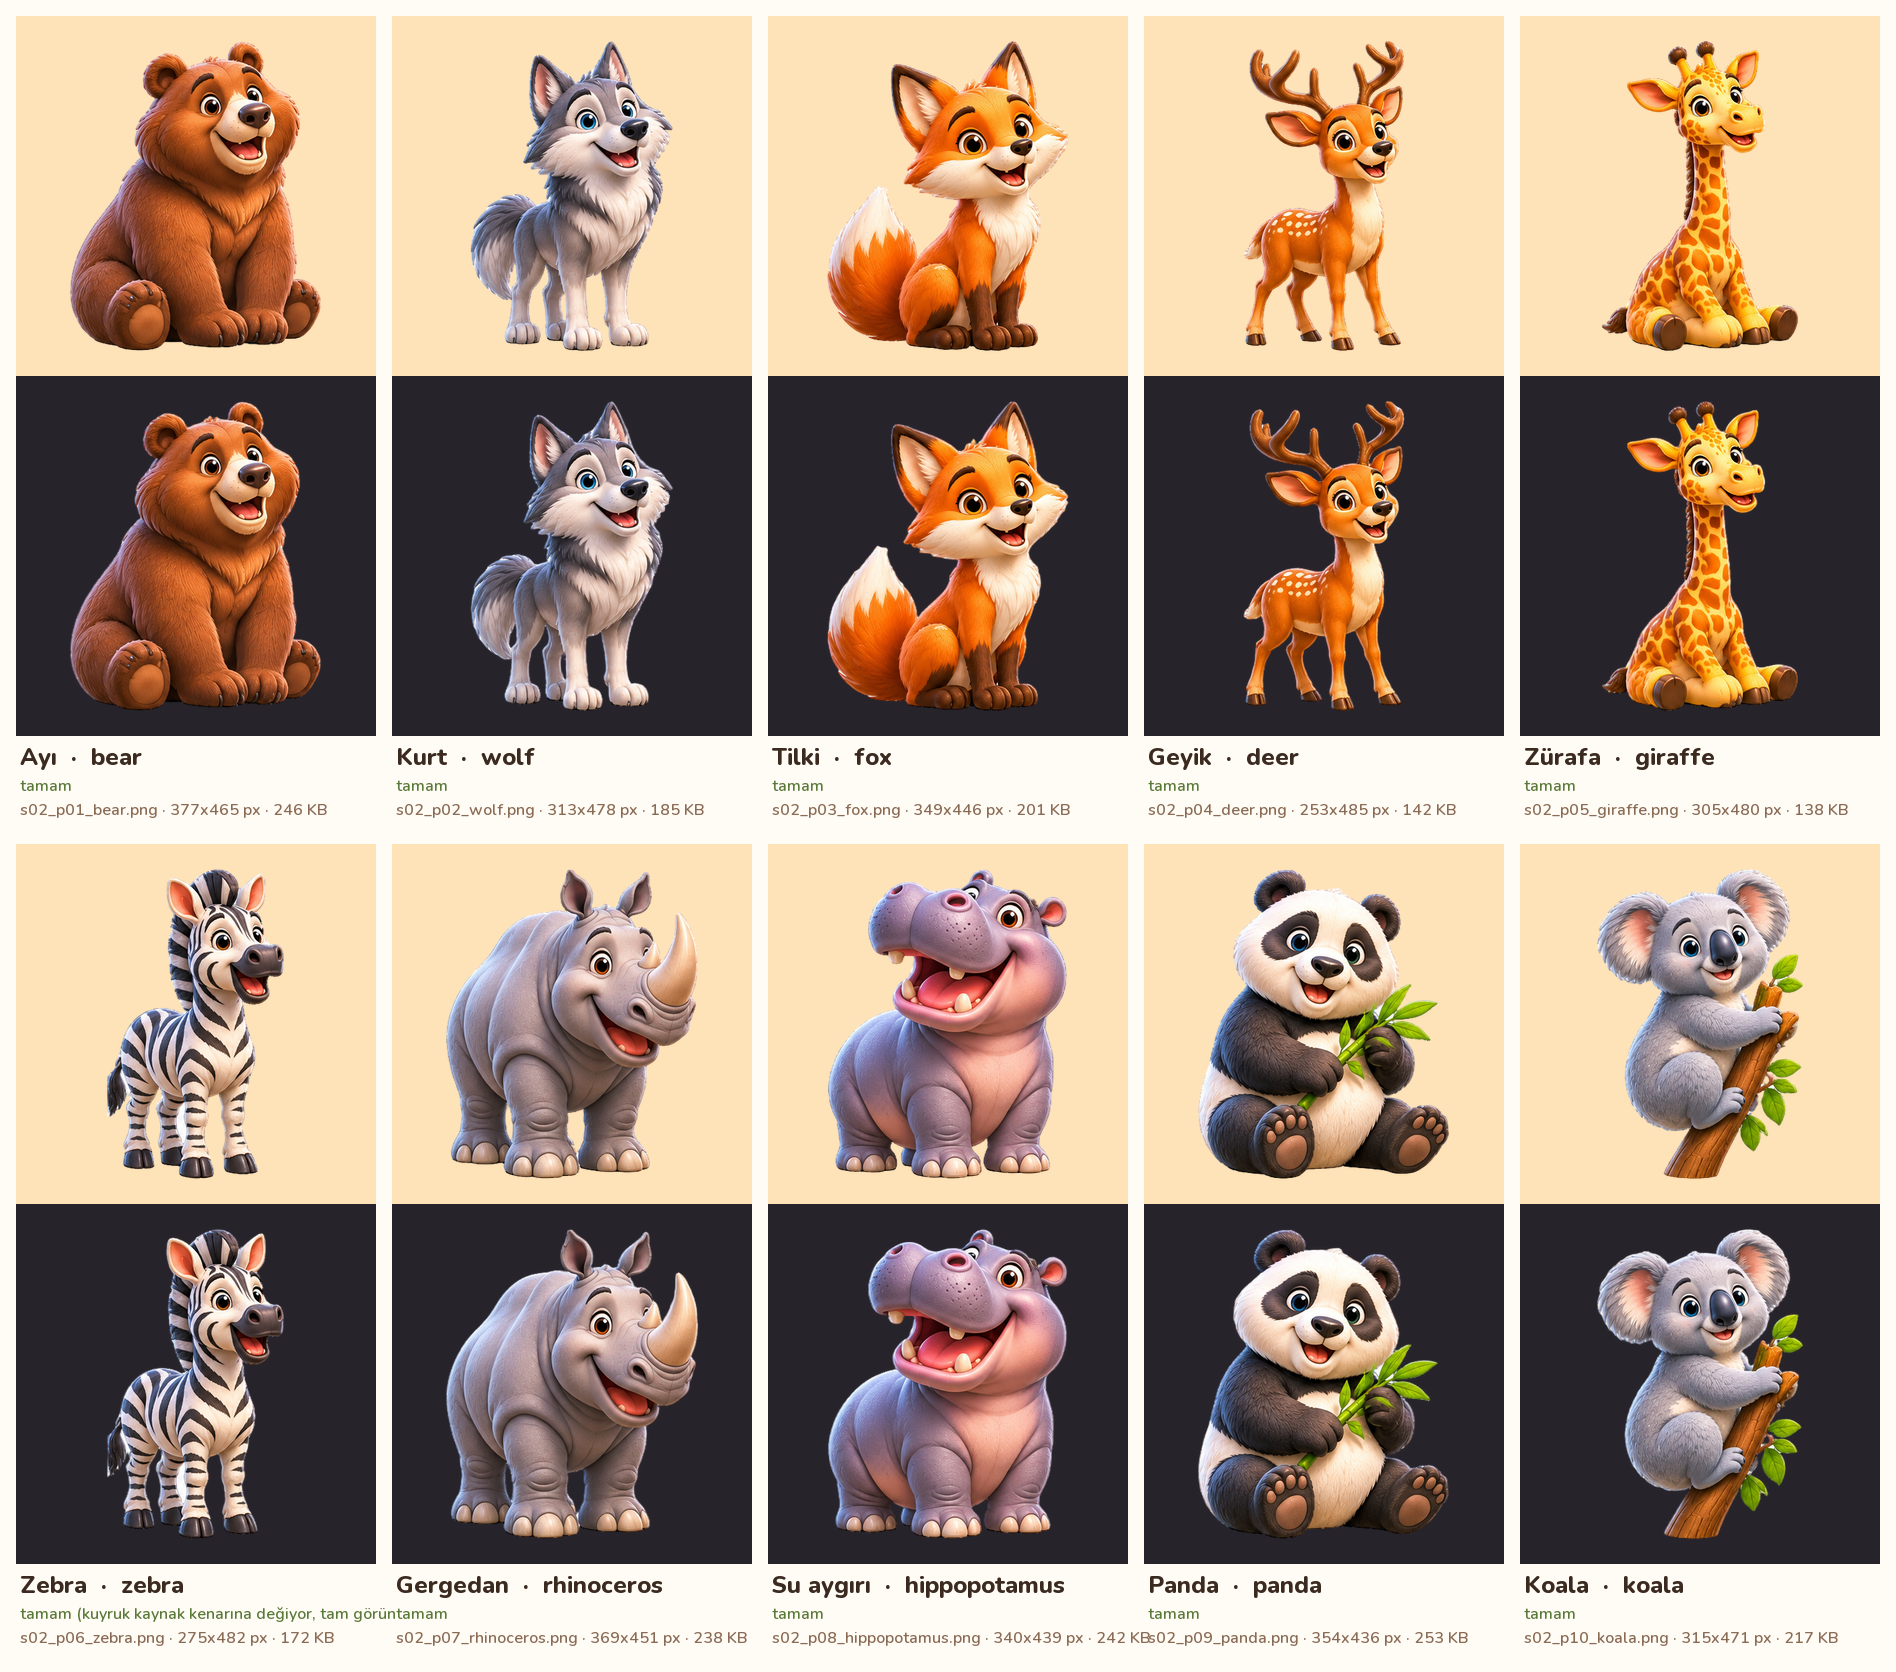 Ayı · bear
tamam
s02_p01_bear.png · 377x465 px · 246 KB
Kurt · wolf
tamam
s02_p02_wolf.png · 313x478 px · 185 KB
Tilki · fox
tamam
s02_p03_fox.png · 349x446 px · 201 KB
Geyik · deer
tamam
s02_p04_deer.png · 253x485 px · 142 KB
Zürafa · giraffe
tamam
s02_p05_giraffe.png · 305x480 px · 138 KB
Zebra · zebra
tamam (kuyruk kaynak kenarına değiyor, tam görün
s02_p06_zebra.png · 275x482 px · 172 KB
Gergedan · rhinoceros
tamam
s02_p07_rhinoceros.png · 369x451 px · 238 KB
Su aygırı · hippopotamus
tamam
s02_p08_hippopotamus.png · 340x439 px · 242 KB
Panda · panda
tamam
s02_p09_panda.png · 354x436 px · 253 KB
Koala · koala
tamam
s02_p10_koala.png · 315x471 px · 217 KB